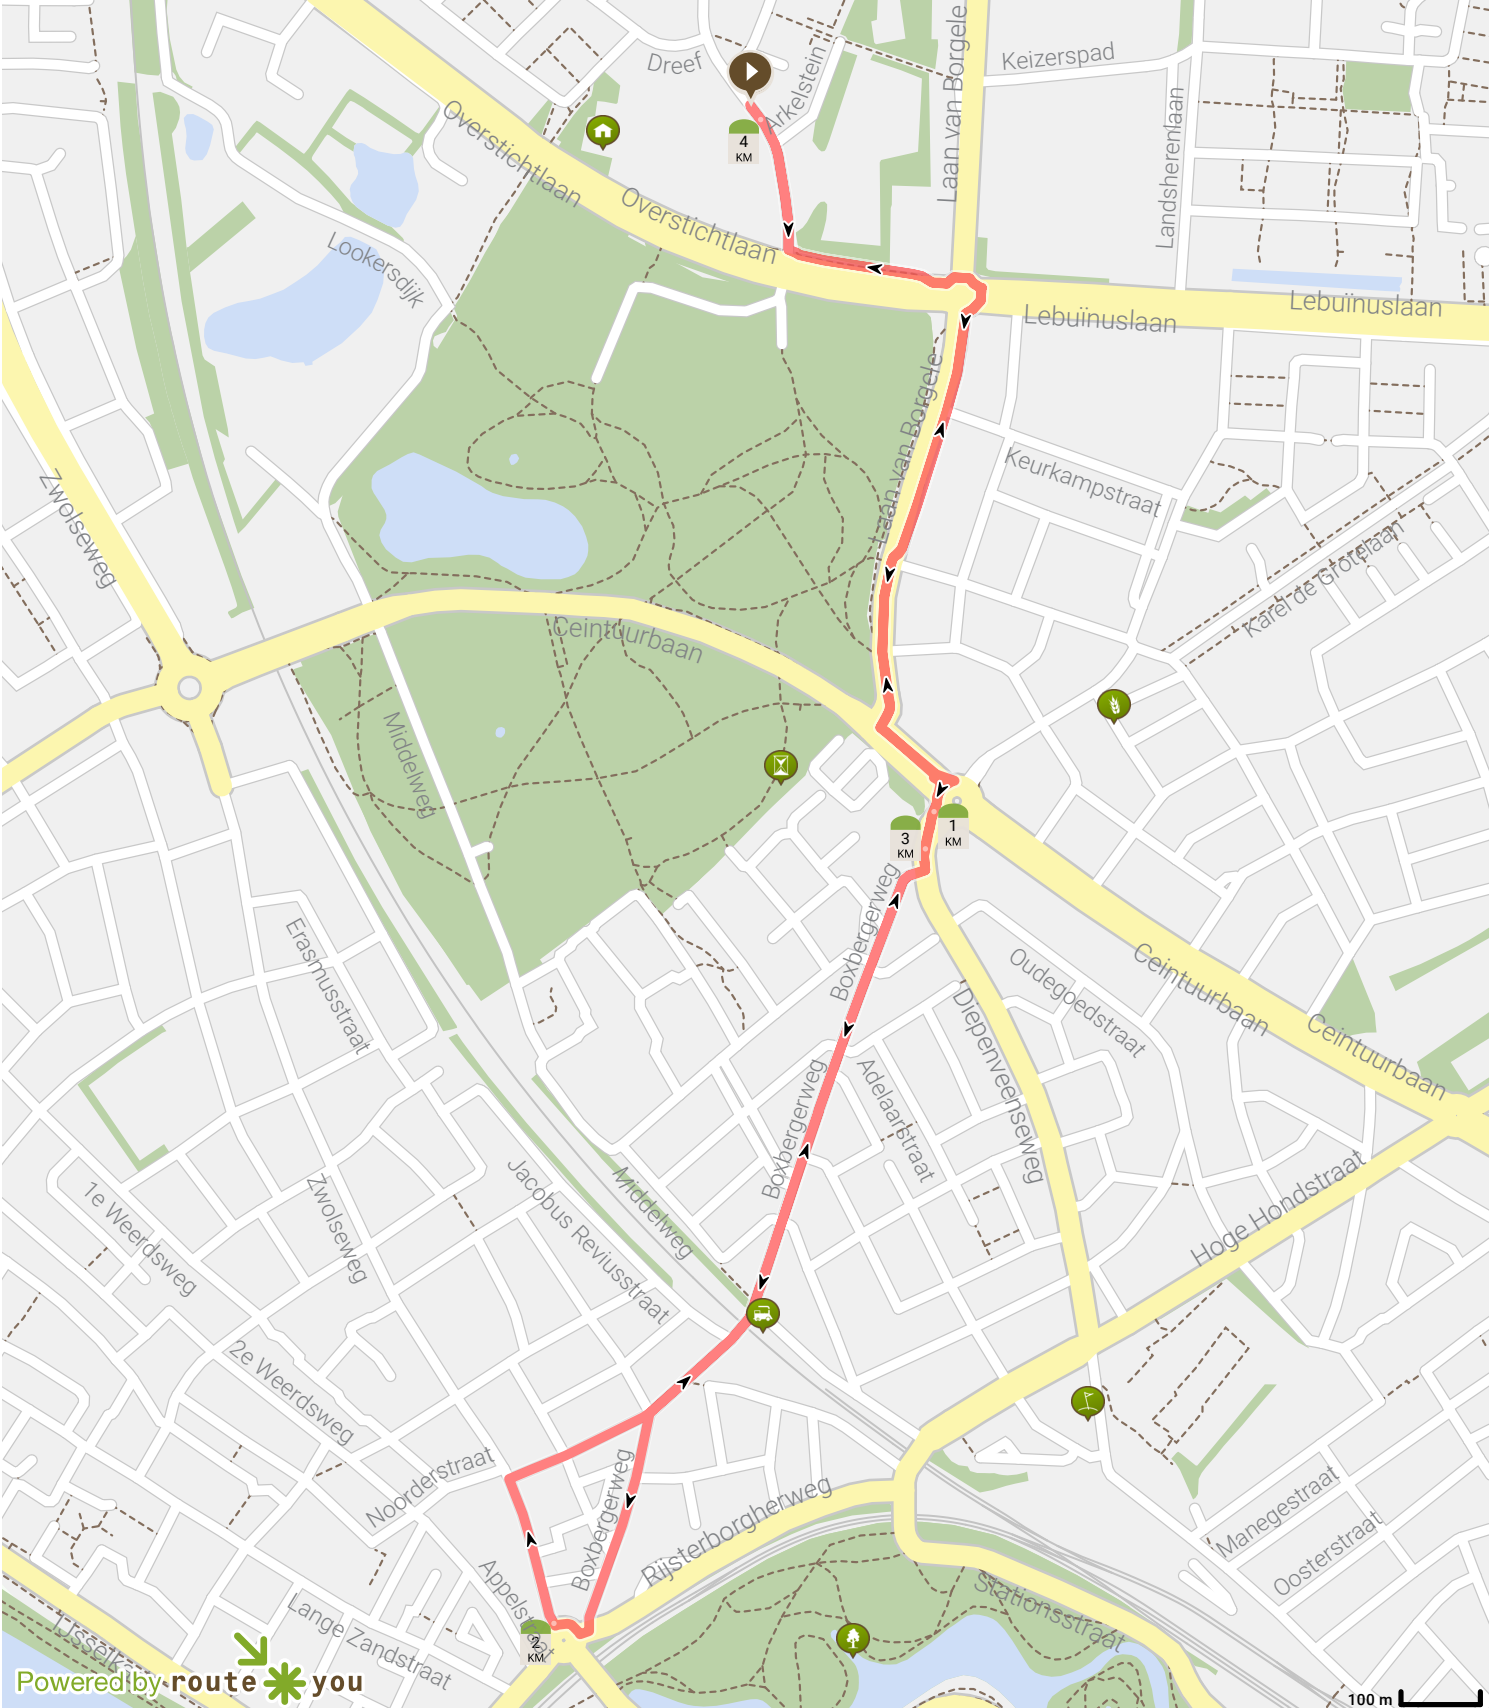 Dreef
Keizerspad
Arkelstein
Laan van Borgele
4
KM
Landsherenlaan
Overstichtlaan
Overstichtlaan
Lookersdijk
Lebuïnuslaan
Lebuïnuslaan
Laan van Borgele
Keurkampstraat
Zwolseweg
Karel de Grotelaan
Ceintuurbaan
Middelweg
3
KM
1
KM
Boxbergerweg
Erasmusstraat
Oudegoedstraat
Ceintuurbaan
Ceintuurbaan
Diepenveenseweg
Adelaarstraat
Boxbergerweg
Hoge Hondstraat
1e Weerdsweg
Zwolseweg
Jacobus Reviusstraat
Middelweg
2e Weerdsweg
Noorderstraat
Boxbergerweg
Rijsterborgherweg
Manegestraat
Oosterstraat
Appelstraat
Stationsstraat
Lange Zandstraat
2
KM
Powered by route you
100 m